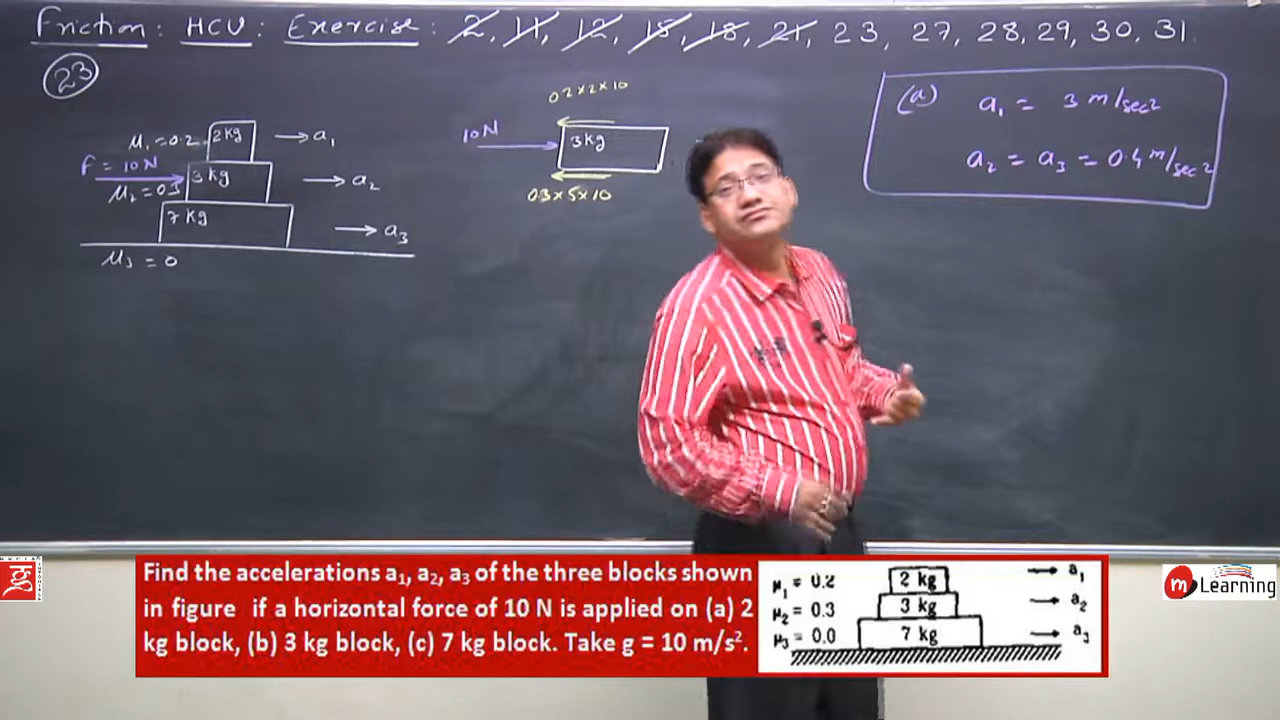 Friction: HCV: Exercise: 2, 11, 12, 15, 18, 21, 23, 27, 28, 29, 30, 31
23
μ₁=0.2 2kg → a₁
F = 10 N 3 kg → a₂
μ₂=0.3
7 kg → a₃
μ₃ = 0
10N
0.2×2×10
3kg
0.3×5×10
(a) a₁ = 3 m/sec²
a₂ = a₃ = 0.4 m/sec²
Find the accelerations a₁, a₂, a₃ of the three blocks shown
in figure if a horizontal force of 10 N is applied on (a) 2
kg block, (b) 3 kg block, (c) 7 kg block. Take g = 10 m/s².
μ₁ = 0.2 2 kg a₁
μ₂ = 0.3 3 kg a₂
μ₃ = 0.0 7 kg a₃
m Learning